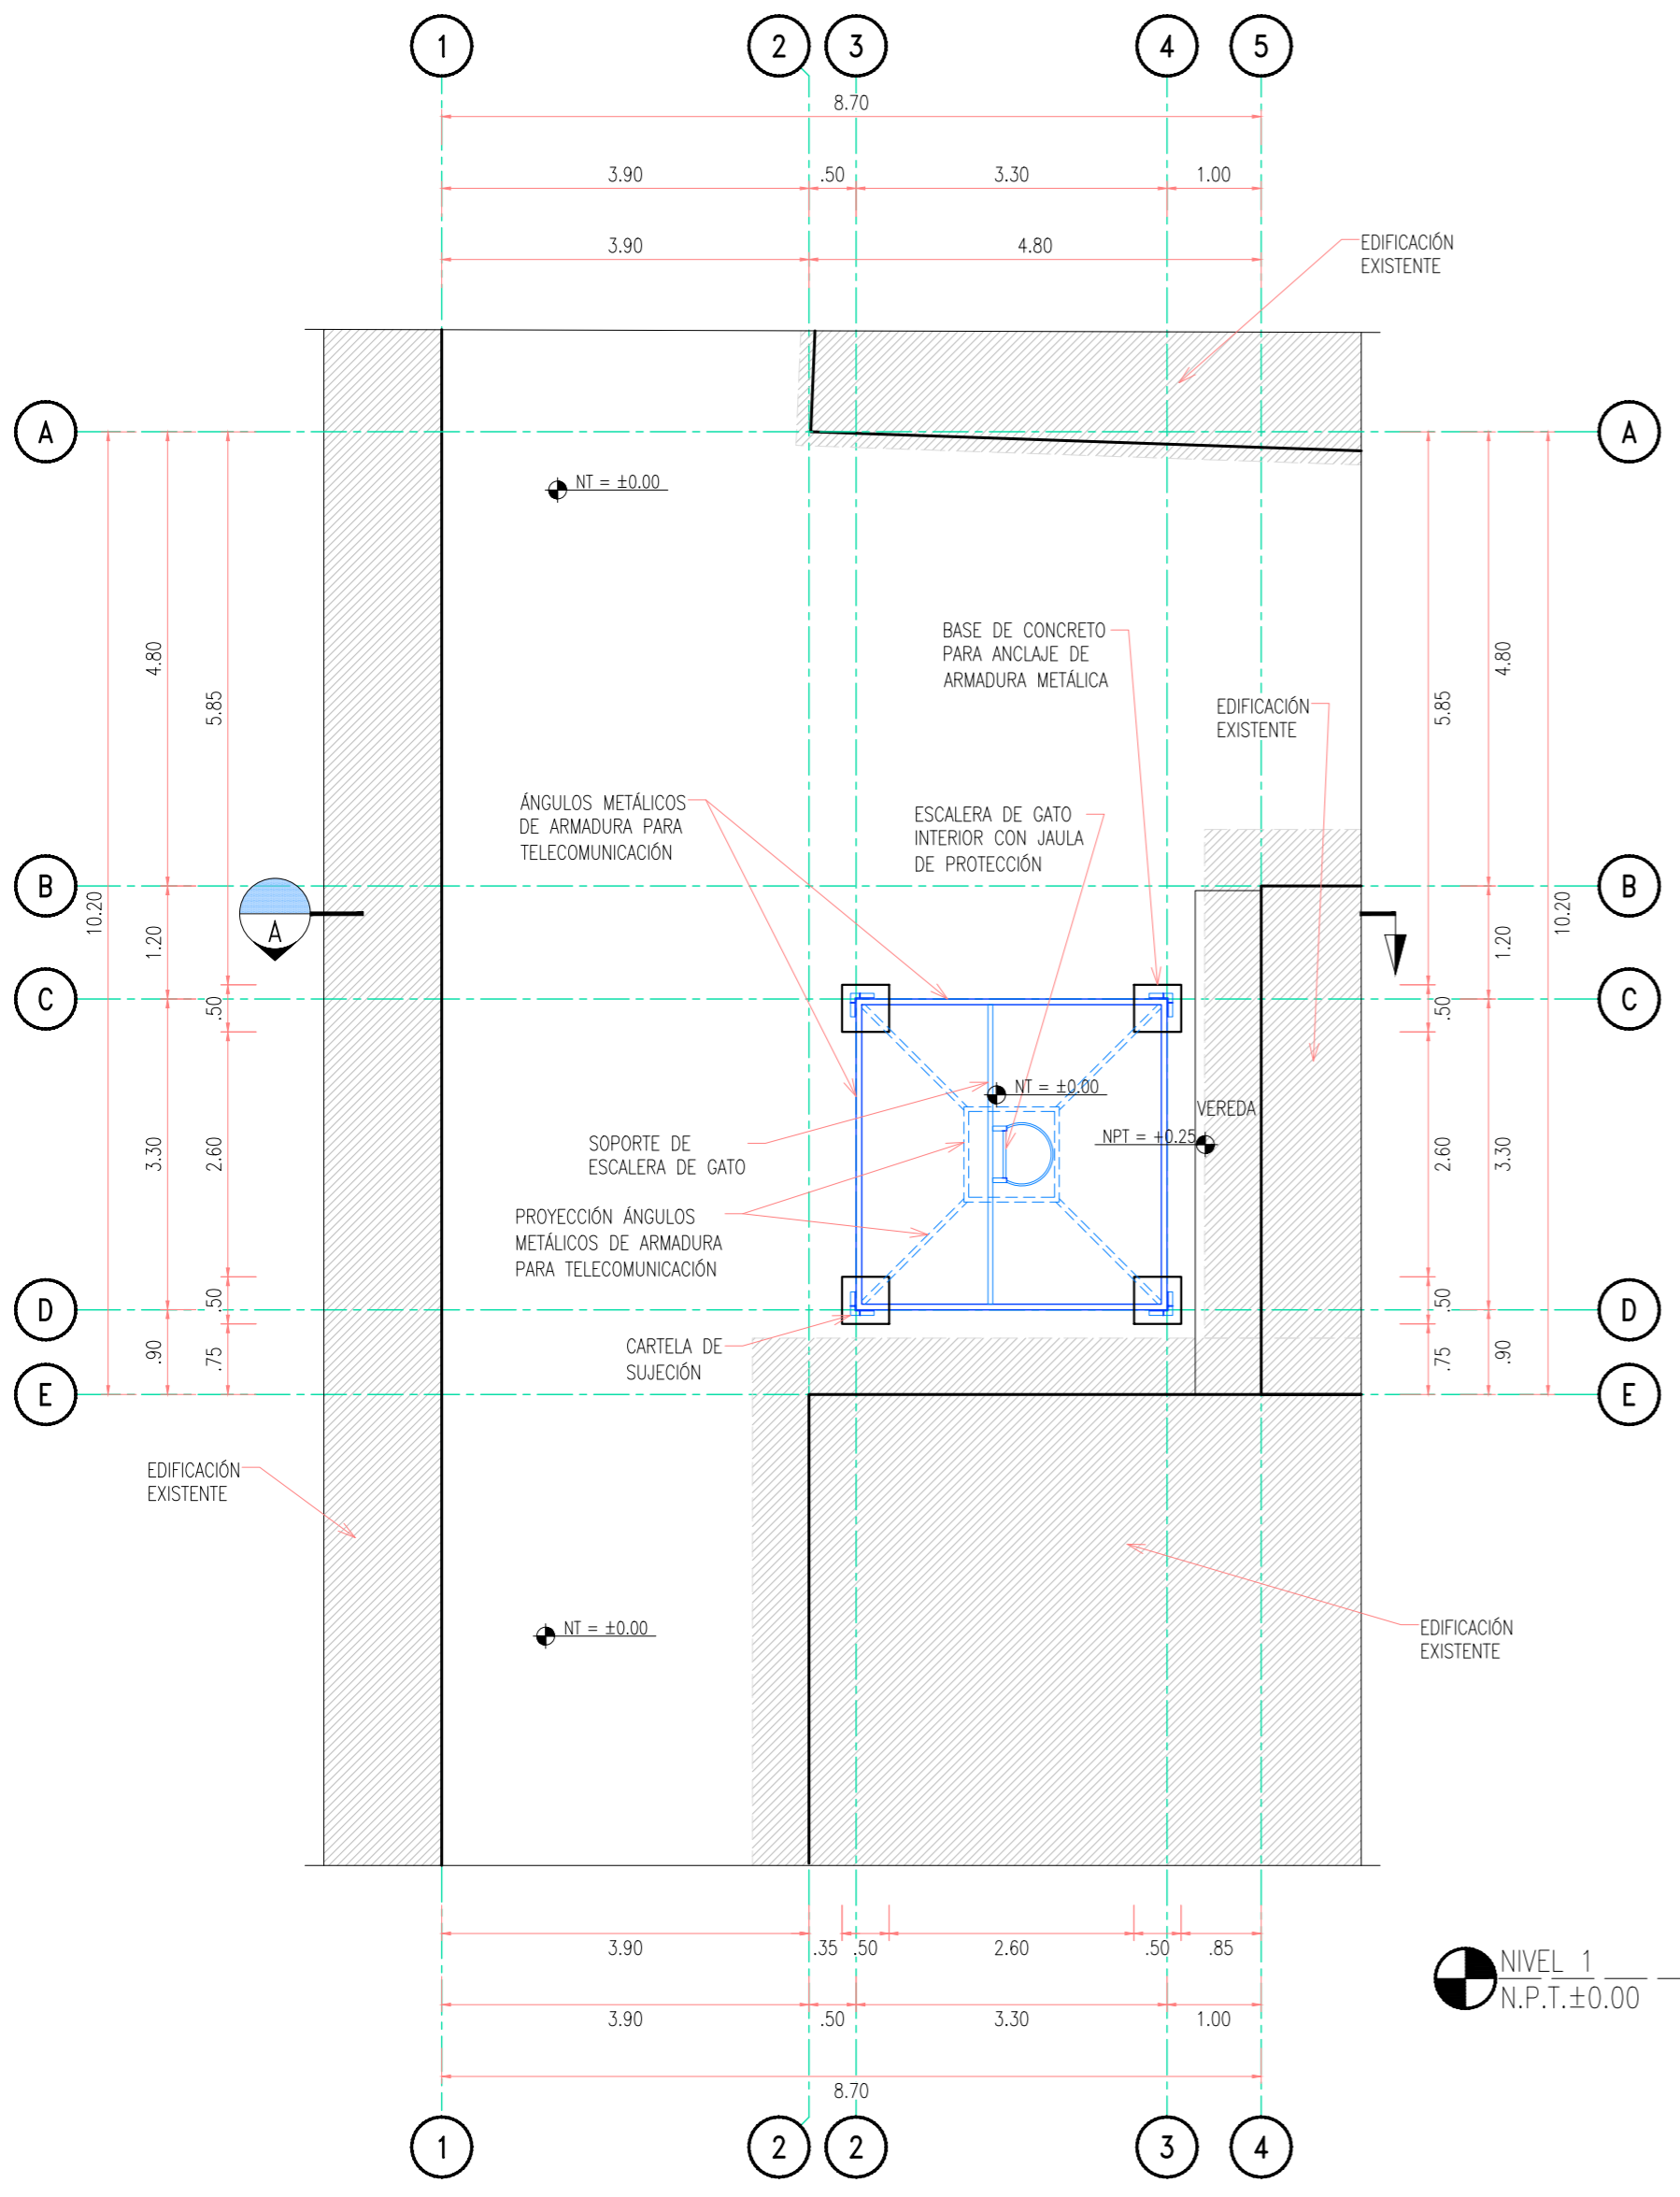 1
2
3
4
5
8.70
3.90
.50
3.30
1.00
3.90
4.80
EDIFICACIÓN
EXISTENTE
A
A
NT = ±0.00
4.80
5.85
10.20
BASE DE CONCRETO
PARA ANCLAJE DE
ARMADURA METÁLICA
EDIFICACIÓN
EXISTENTE
5.85
4.80
10.20
ÁNGULOS METÁLICOS
DE ARMADURA PARA
TELECOMUNICACIÓN
ESCALERA DE GATO
INTERIOR CON JAULA
DE PROTECCIÓN
B
B
A
1.20
1.20
C
C
.50
.50
NT = ±0.00
VEREDA
NPT = +0.25
SOPORTE DE
ESCALERA DE GATO
3.30
2.60
2.60
3.30
PROYECCIÓN ÁNGULOS
METÁLICOS DE ARMADURA
PARA TELECOMUNICACIÓN
D
D
.50
.50
CARTELA DE
SUJECIÓN
.90
.75
.75
.90
E
E
EDIFICACIÓN
EXISTENTE
NT = ±0.00
EDIFICACIÓN
EXISTENTE
3.90
.35
.50
2.60
.50
.85
NIVEL 1
N.P.T.±0.00
3.90
.50
3.30
1.00
8.70
1
2
2
3
4